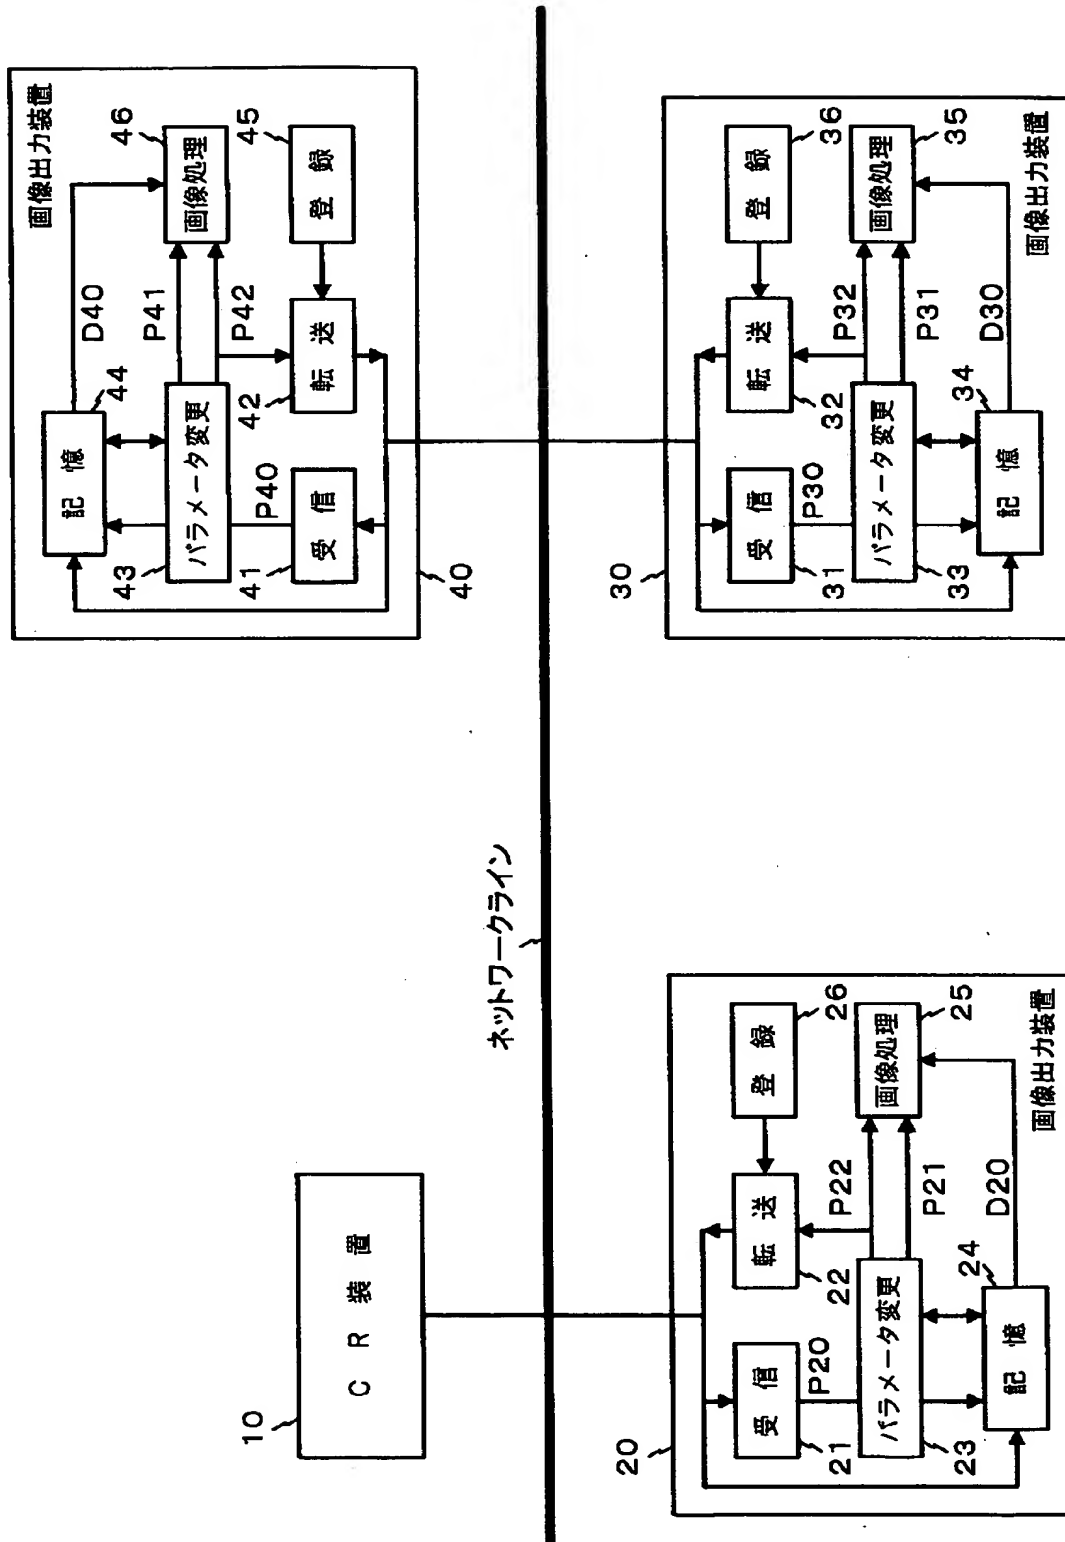 10
CR装置
ネットワークライン
20
画像出力装置
受信
21
転送
22
登録
26
P20
P22
パラメータ変更
23
画像処理
25
P21
記憶
24
D20
30
画像出力装置
受信
31
転送
32
登録
36
P30
P32
パラメータ変更
33
画像処理
35
P31
記憶
34
D30
画像出力装置
記憶
44
D40
画像処理
46
P41
パラメータ変更
43
P42
P40
受信
41
転送
42
登録
45
40